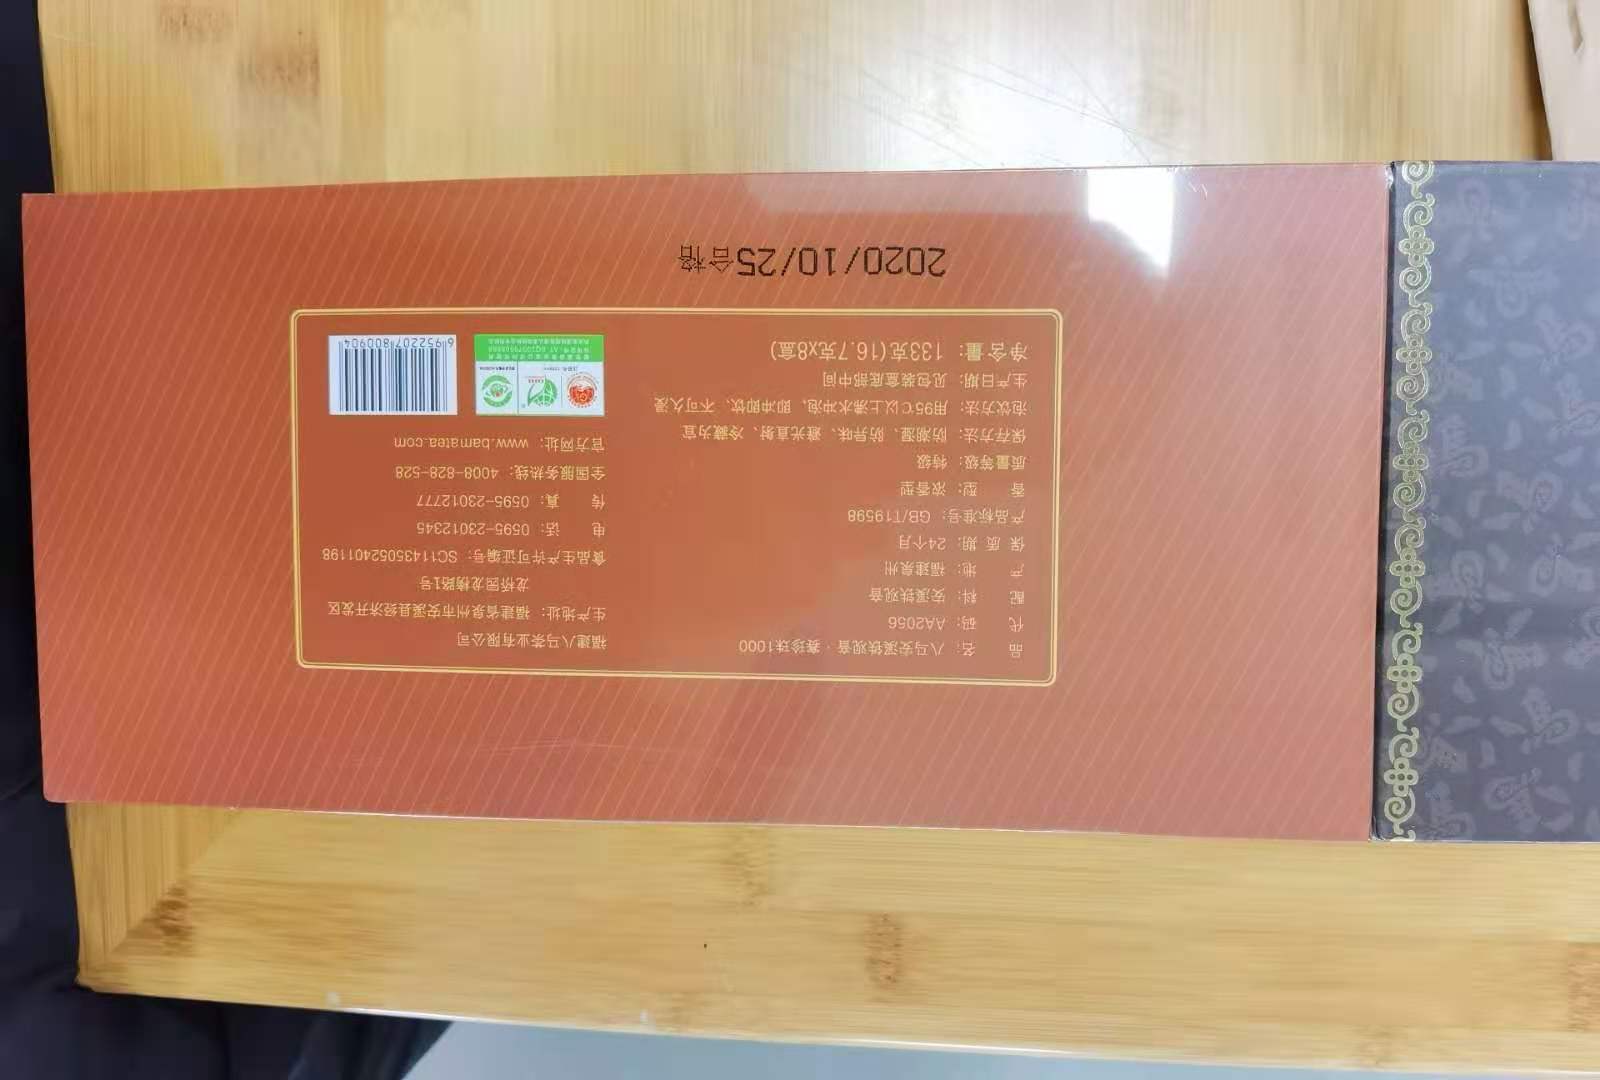 品名：八马安溪铁观音·赛珍珠1000
代码：AA2056
配料：安溪铁观音
产地：福建泉州
保质期：24个月
产品标准号：GB/T19598
香型：浓香型
质量等级：特级
保存方法：防潮湿、防异味、避光直射、冷藏为宜
泡饮方法：用95℃以上沸水冲泡，即冲即饮、不可久浸
生产日期：见包装盒底部中间
净含量：133克(16.7克x8盒)
福建八马茶业有限公司
生产地址：福建省泉州市安溪县经济开发区
龙桥园龙榜路1号
食品生产许可证编号：SC11435052401198
电话：0595-23012345
传真：0595-23012777
全国服务热线：4008-828-528
官方网址：www.bamatea.com
6952207800904
2020/10/25合格